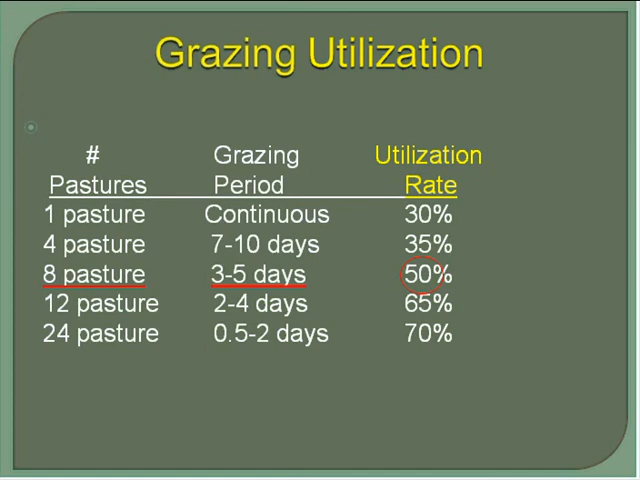 Grazing Utilization
# Grazing Utilization
Pastures Period Rate
1 pasture Continuous 30%
4 pasture 7-10 days 35%
8 pasture 3-5 days 50%
12 pasture 2-4 days 65%
24 pasture 0.5-2 days 70%